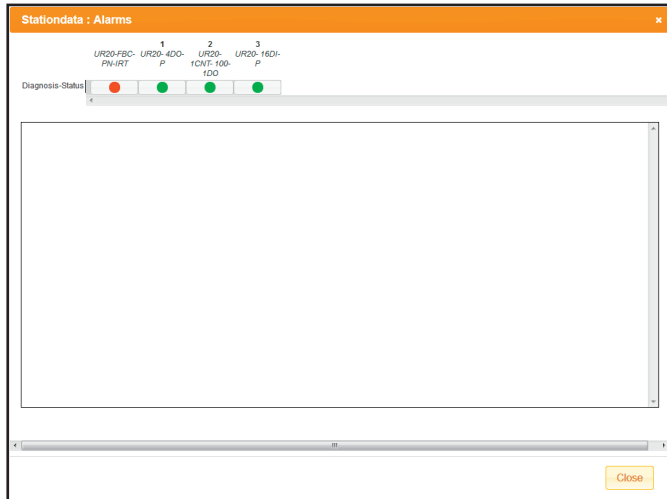 Stationdata : Alarms
1 2 3
UR20-FBC- UR20- 4DO- UR20- UR20- 16DI-
PN-IRT P 1CNT- 100- P
1DO
Diagnosis-Status
Close